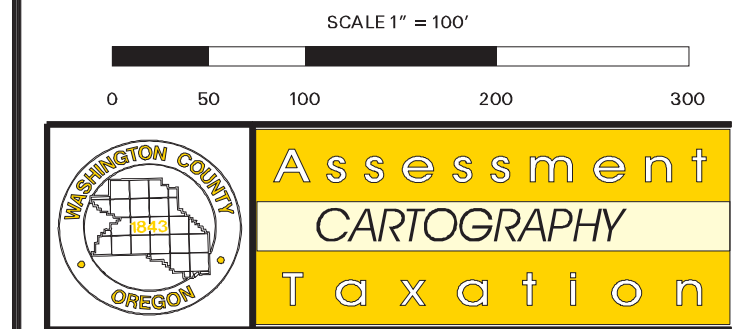 SCALE 1" = 100'
0 50 100 200 300
WASHINGTON COUNTY
1843
OREGON
Assessment
CARTOGRAPHY
Taxation